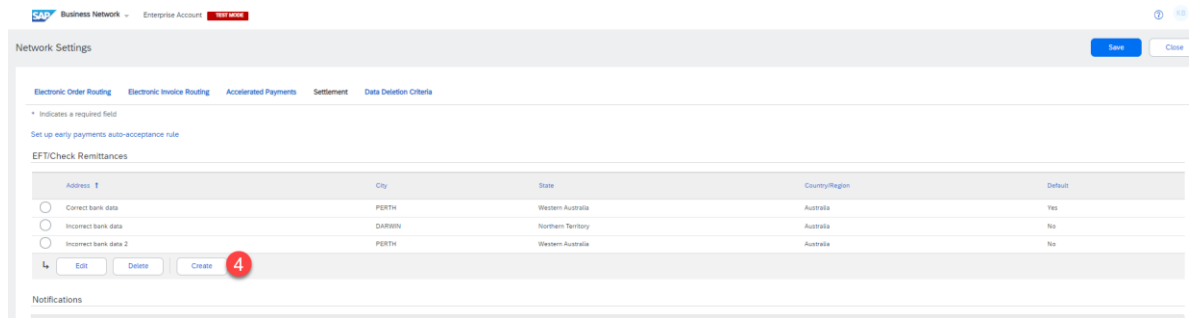 SAP Business Network Enterprise Account TEST MODE
Network Settings Save Close
Electronic Order Routing Electronic Invoice Routing Accelerated Payments Settlement Data Deletion Criteria
* Indicates a required field
Set up early payments auto-acceptance rule
EFT/Check Remittances
Address ↑ City State Country/Region Default
Correct bank data PERTH Western Australia Australia Yes
Incorrect bank data DARWIN Northern Territory Australia No
Incorrect bank data 2 PERTH Western Australia Australia No
Edit Delete Create 4
Notifications